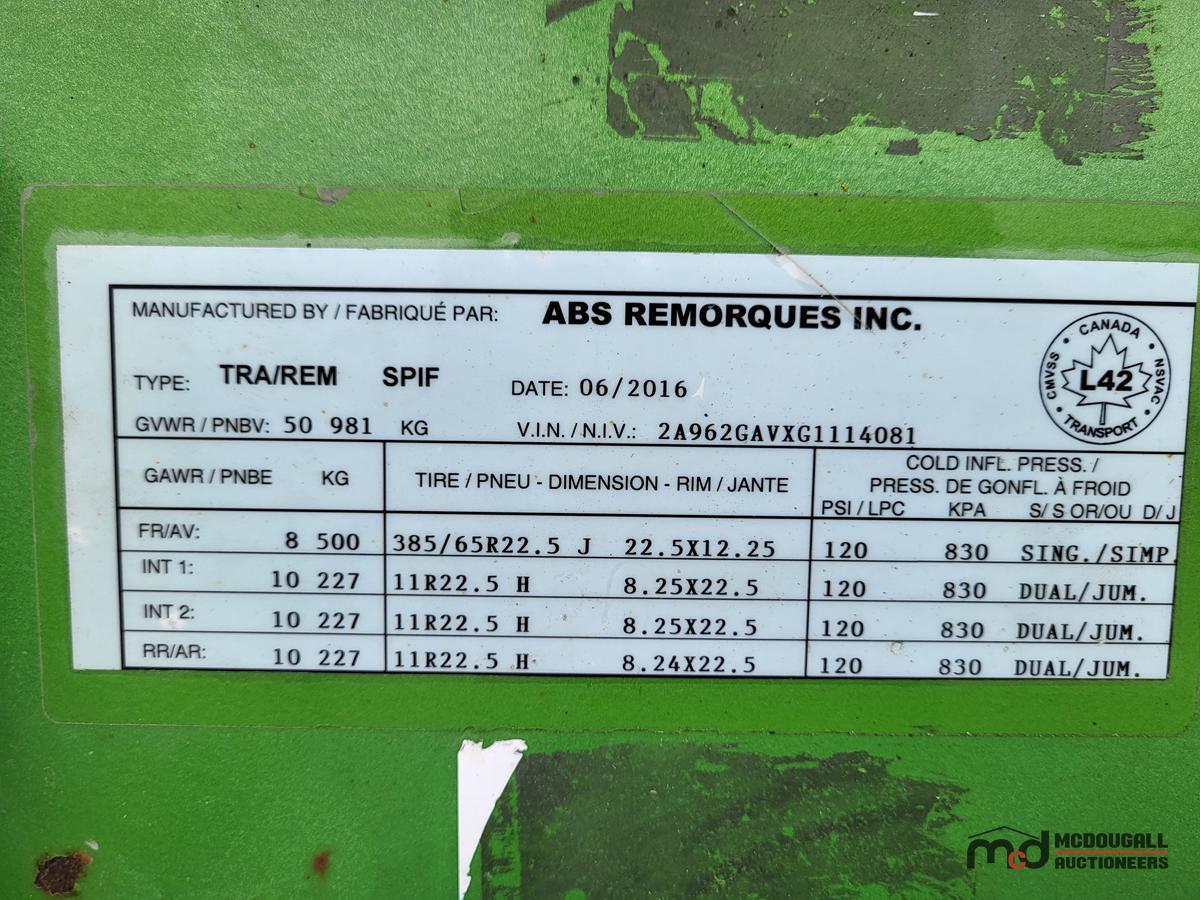 MANUFACTURED BY / FABRIQUÉ PAR: ABS REMORQUES INC.
TYPE: TRA/REM SPIF DATE: 06/2016
GVWR / PNBV: 50 981 KG V.I.N. / N.I.V.: 2A962GAVXG1114081
CANADA
CMVSS L42 NSVAC
TRANSPORT
GAWR / PNBE KG TIRE / PNEU - DIMENSION - RIM / JANTE COLD INFL. PRESS. /
PRESS. DE GONFL. À FROID
PSI / LPC KPA S/ S OR/OU D/ J
FR/AV: 8 500 385/65R22.5 J 22.5X12.25 120 830 SING./SIMP.
INT 1: 10 227 11R22.5 H 8.25X22.5 120 830 DUAL/JUM.
INT 2: 10 227 11R22.5 H 8.25X22.5 120 830 DUAL/JUM.
RR/AR: 10 227 11R22.5 H 8.24X22.5 120 830 DUAL/JUM.
mcd MCDOUGALL
AUCTIONEERS